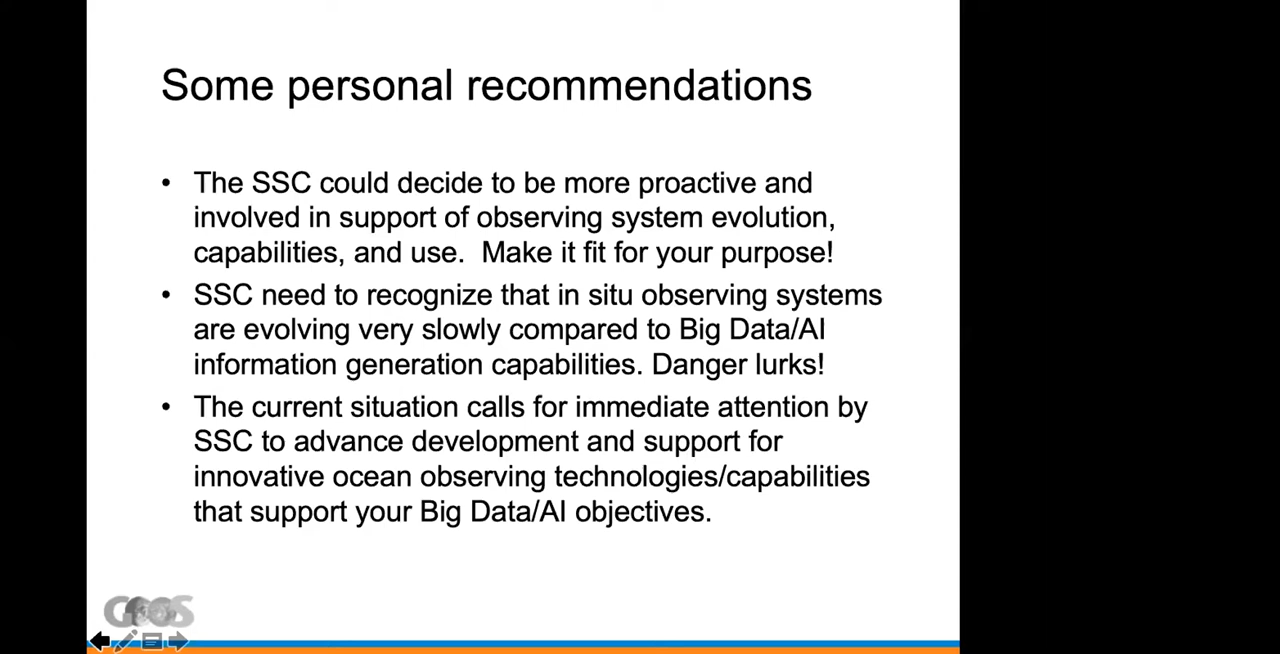 Some personal recommendations
• The SSC could decide to be more proactive and
involved in support of observing system evolution,
capabilities, and use.  Make it fit for your purpose!
• SSC need to recognize that in situ observing systems
are evolving very slowly compared to Big Data/AI
information generation capabilities. Danger lurks!
• The current situation calls for immediate attention by
SSC to advance development and support for
innovative ocean observing technologies/capabilities
that support your Big Data/AI objectives.
GOOS